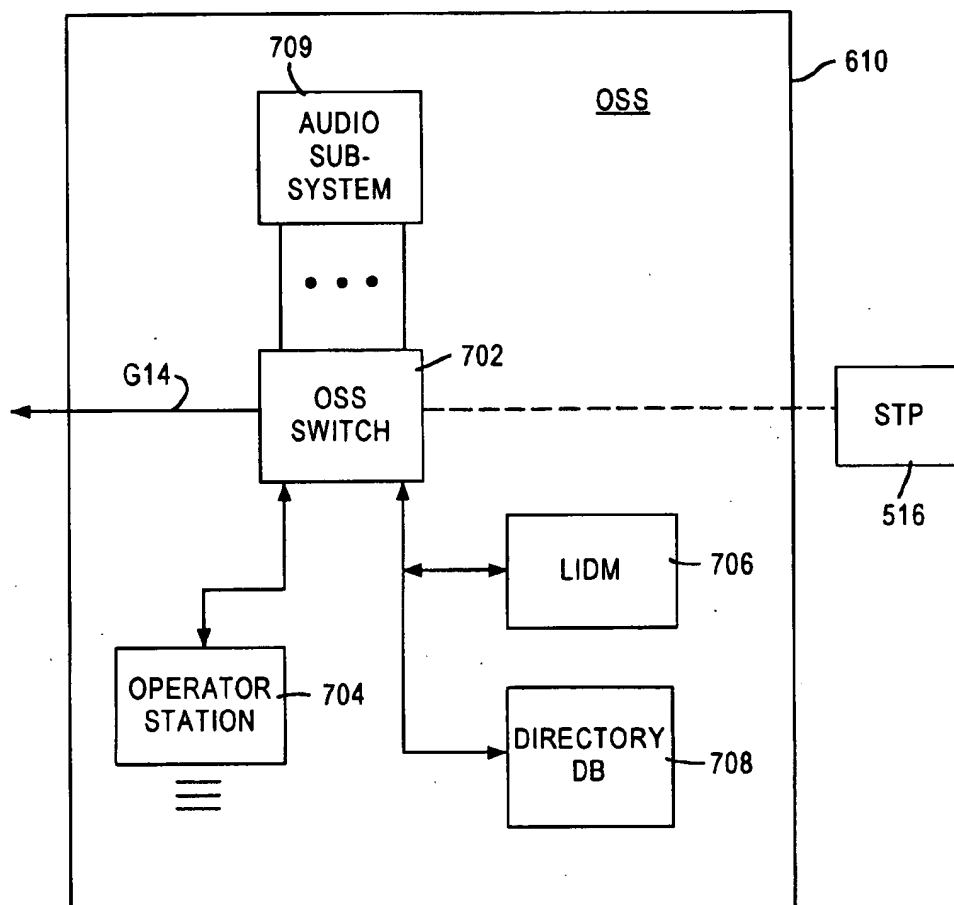 709
610
AUDIO
SUB-
SYSTEM
OSS
702
G14
OSS
SWITCH
STP
516
LIDM
706
OPERATOR
STATION
704
DIRECTORY
DB
708